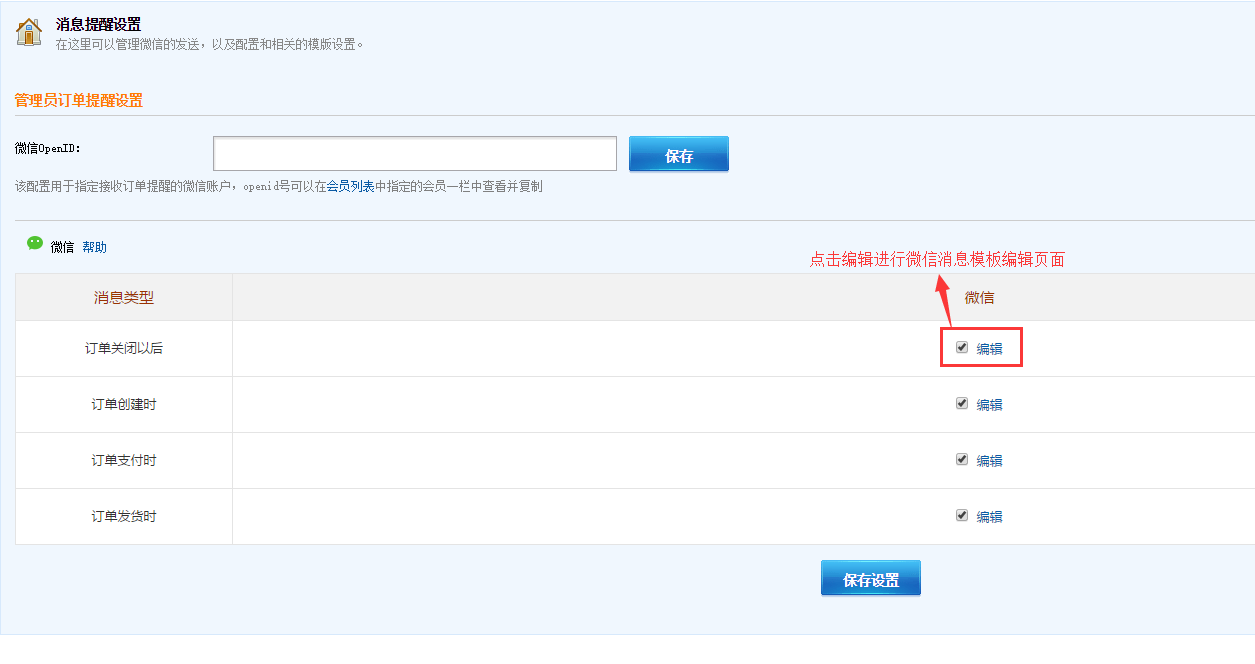 消息提醒设置
在这里可以管理微信的发送，以及配置和相关的模版设置。
管理员订单提醒设置
微信OpenID:
保存
该配置用于指定接收订单提醒的微信账户，openid号可以在会员列表中指定的会员一栏中查看并复制
微信 帮助
点击编辑进行微信消息模板编辑页面
消息类型 微信
订单关闭以后 编辑
订单创建时 编辑
订单支付时 编辑
订单发货时 编辑
保存设置